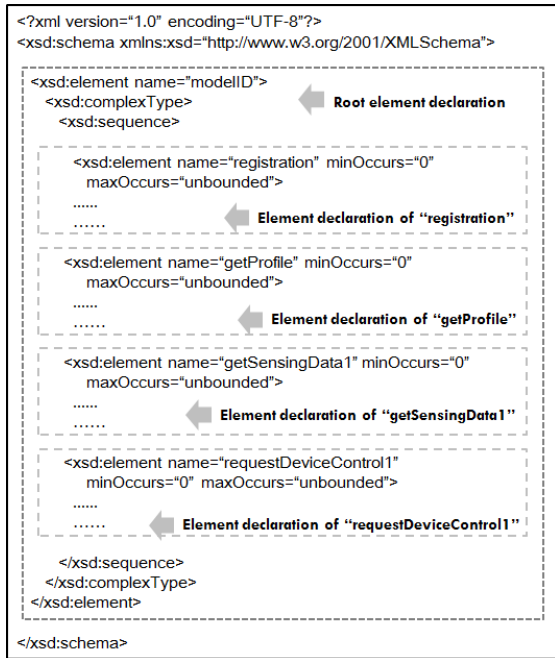 <?xml version=“1.0” encoding=“UTF-8”?>
<xsd:schema xmlns:xsd=“http://www.w3.org/2001/XMLSchema”>
<xsd:element name=“modelID”>
<xsd:complexType>
Root element declaration
<xsd:sequence>
<xsd:element name=“registration” minOccurs=“0”
maxOccurs=“unbounded”>
......
......
Element declaration of “registration”
<xsd:element name=“getProfile” minOccurs=“0”
maxOccurs=“unbounded”>
......
......
Element declaration of “getProfile”
<xsd:element name=“getSensingData1” minOccurs=“0”
maxOccurs=“unbounded”>
......
......
Element declaration of “getSensingData1”
<xsd:element name=“requestDeviceControl1”
minOccurs=“0” maxOccurs=“unbounded”>
......
......
Element declaration of “requestDeviceControl1”
</xsd:sequence>
</xsd:complexType>
</xsd:element>
</xsd:schema>